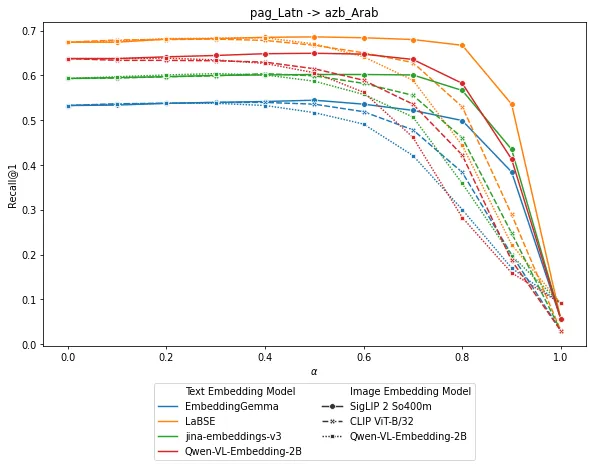 pag_Latn -> azb_Arab
0.7
0.6
0.5
0.4
0.3
0.2
0.1
0.0
Recall@1
0.0 0.2 0.4 0.6 0.8 1.0
α
Text Embedding Model Image Embedding Model
EmbeddingGemma SigLIP 2 So400m
LaBSE CLIP ViT-B/32
jina-embeddings-v3 Qwen-VL-Embedding-2B
Qwen-VL-Embedding-2B